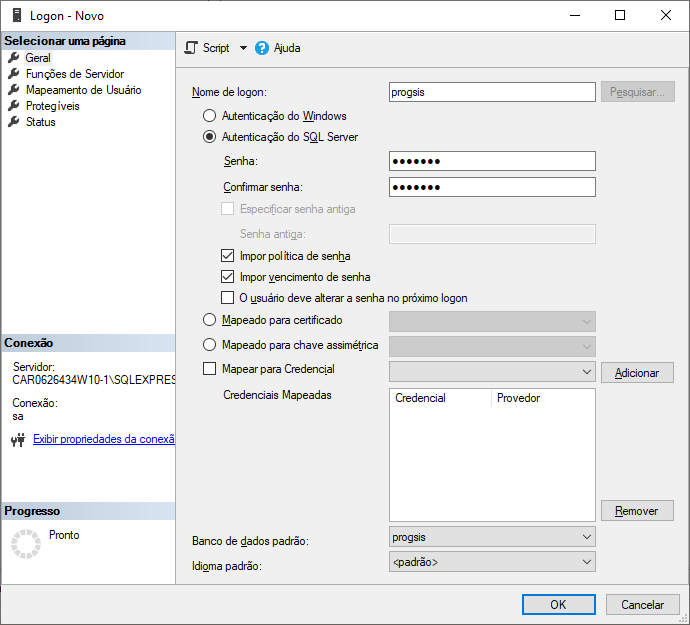 Logon - Novo
Selecionar uma página
Geral
Funções de Servidor
Mapeamento de Usuário
Protegíveis
Status
Script
Ajuda
Nome de logon:
progsis
Pesquisar...
Autenticação do Windows
Autenticação do SQL Server
Senha:
●●●●●●●
Confirmar senha:
●●●●●●●
Especificar senha antiga
Senha antiga:
Impor política de senha
Impor vencimento de senha
O usuário deve alterar a senha no próximo logon
Mapeado para certificado
Mapeado para chave assimétrica
Mapear para Credencial
Adicionar
Credenciais Mapeadas
Credencial Provedor
Remover
Banco de dados padrão:
progsis
Idioma padrão:
<padrão>
Conexão
Servidor:
CAR0626434W10-1\SQLEXPRES
Conexão:
sa
Exibir propriedades da conexã
Progresso
Pronto
OK
Cancelar